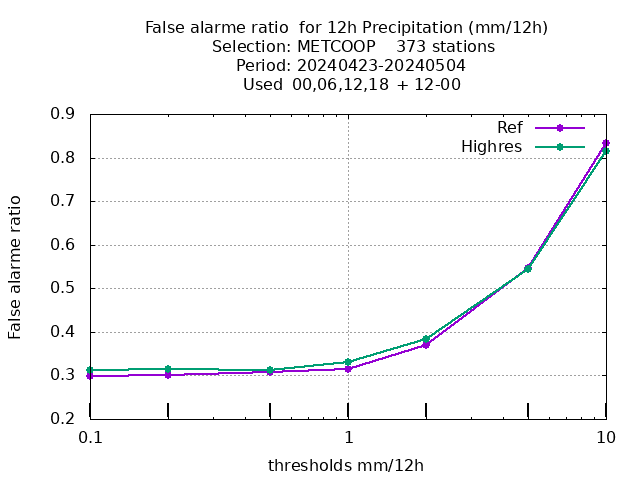 False alarme ratio  for 12h Precipitation (mm/12h)
Selection: METCOOP    373 stations
Period: 20240423-20240504
Used  00,06,12,18 + 12-00
Ref
Highres
0.9
0.8
0.7
0.6
0.5
0.4
0.3
0.2
False alarme ratio
0.1
1
10
thresholds mm/12h